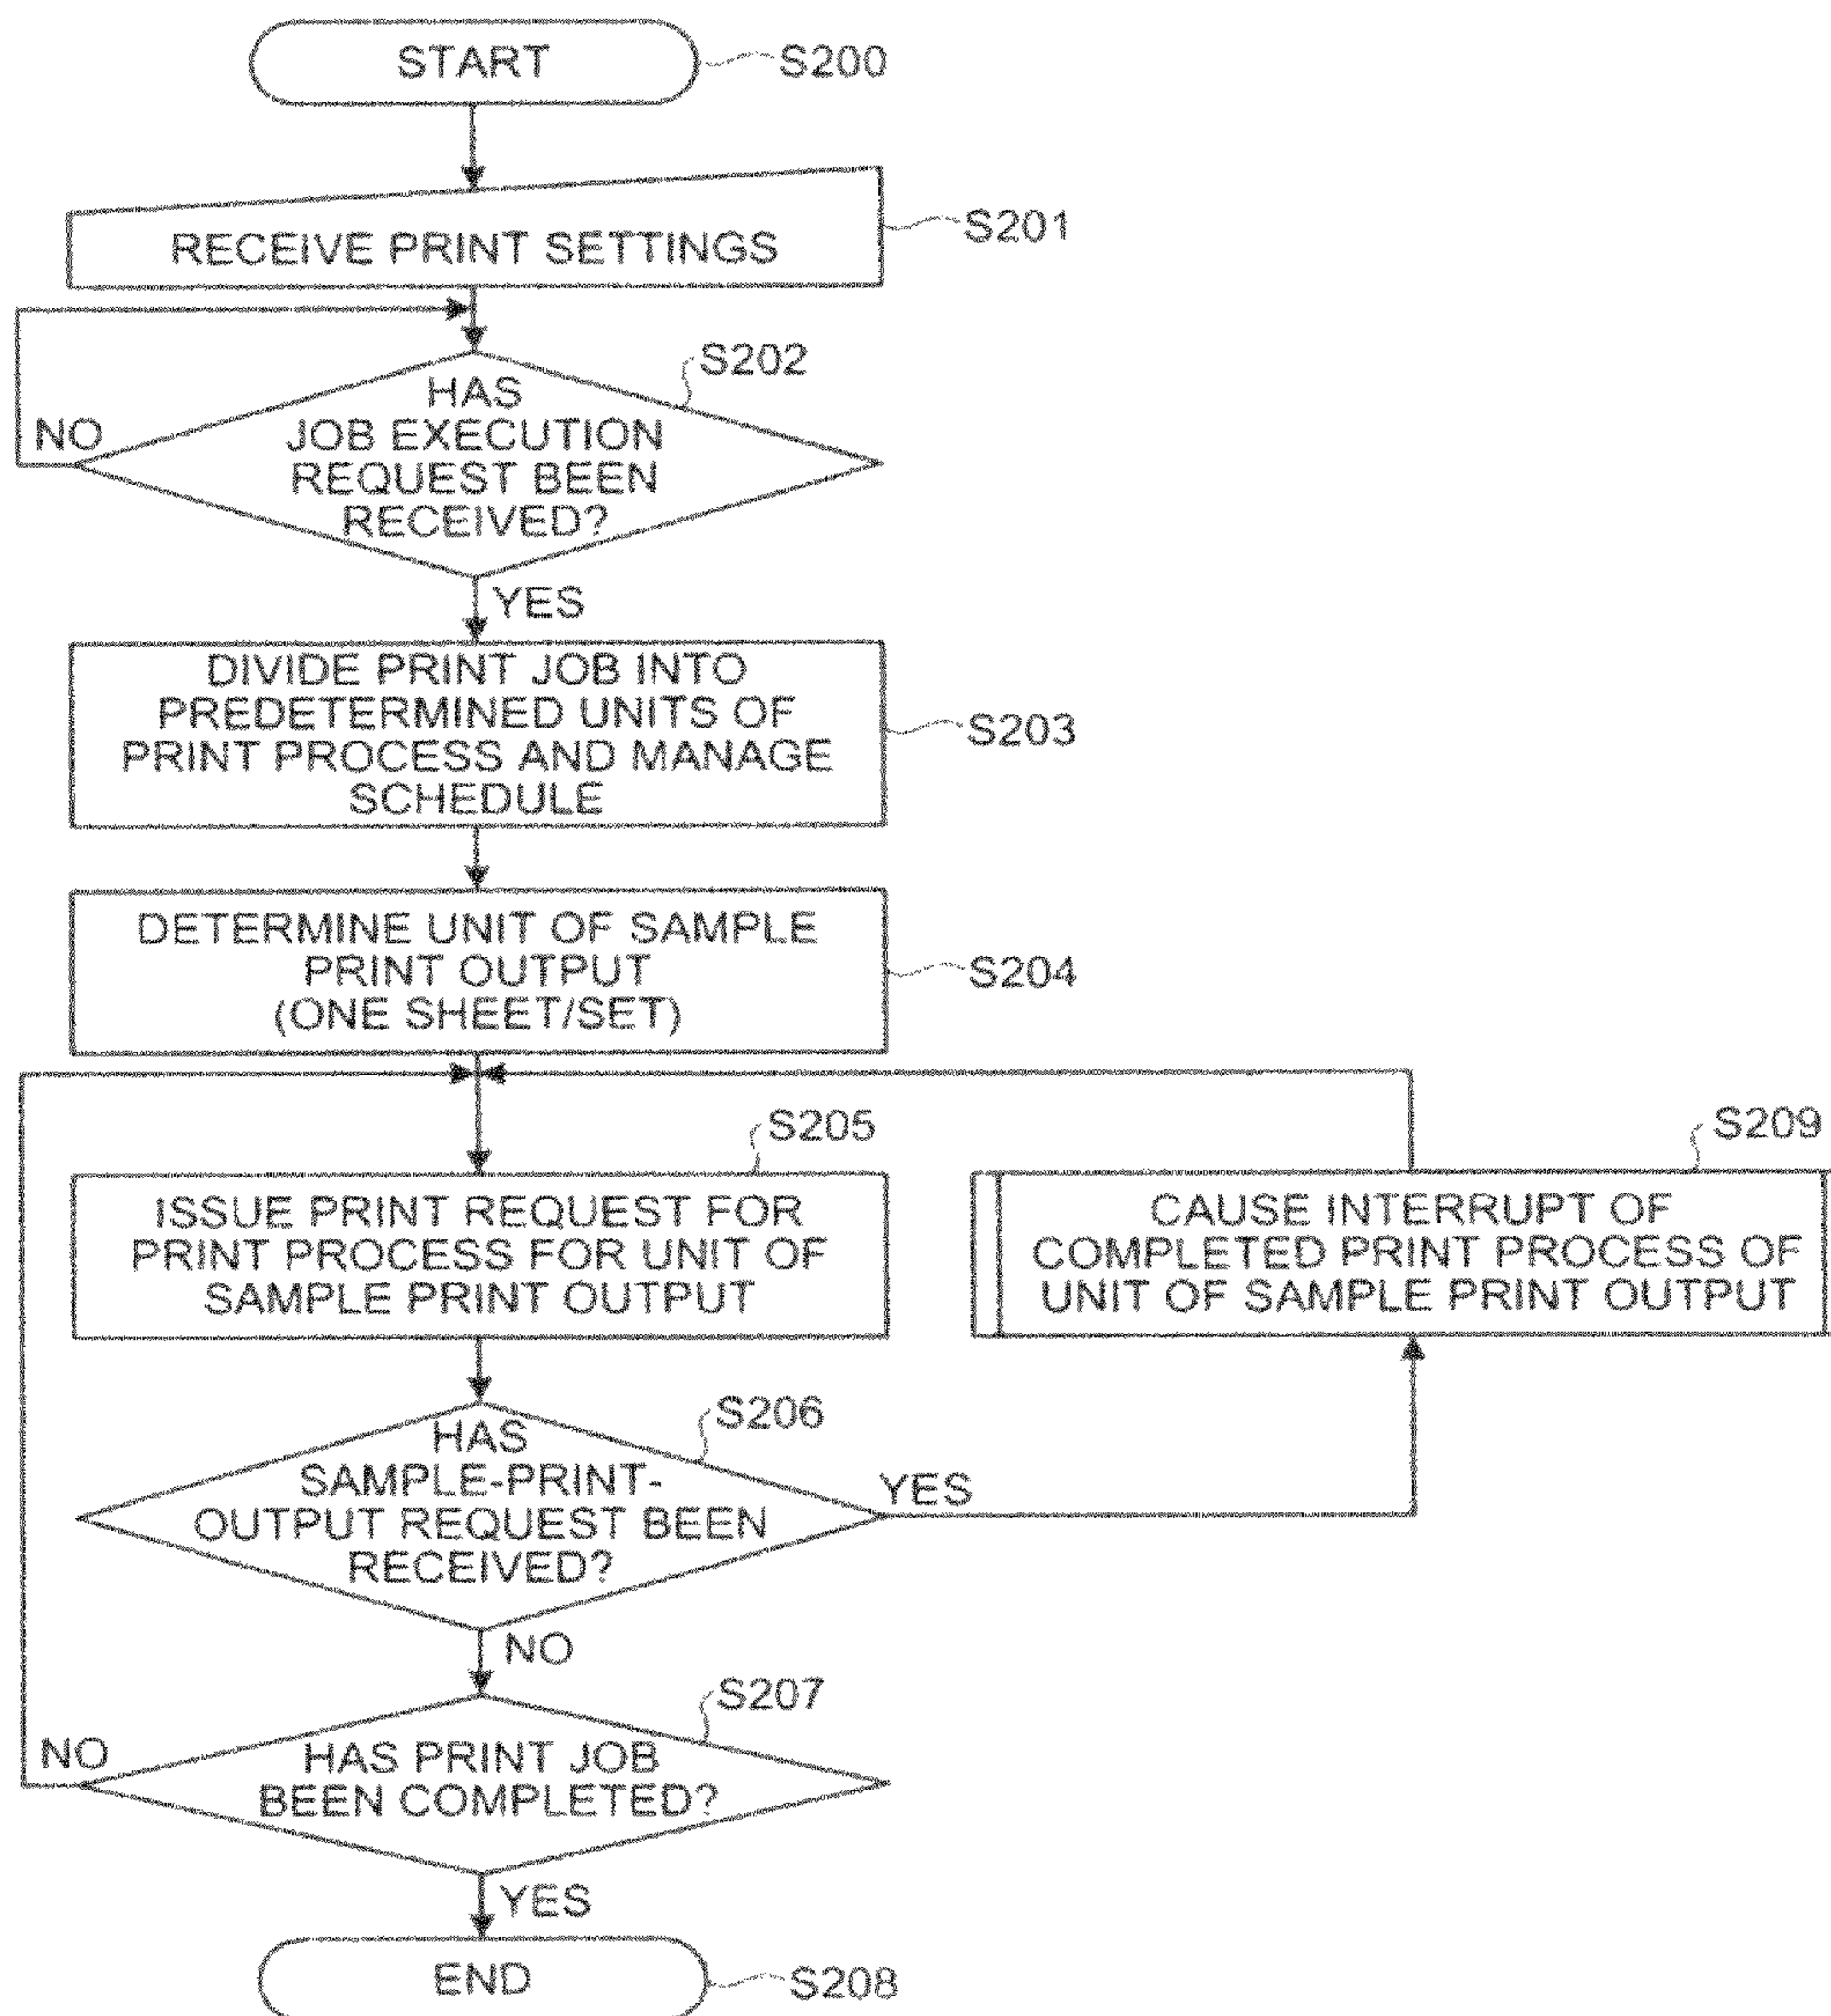 START
S200
RECEIVE PRINT SETTINGS
S201
S202
HAS
JOB EXECUTION
REQUEST BEEN
RECEIVED?
NO
YES
DIVIDE PRINT JOB INTO
PREDETERMINED UNITS OF
PRINT PROCESS AND MANAGE
SCHEDULE
S203
DETERMINE UNIT OF SAMPLE
PRINT OUTPUT
(ONE SHEET/SET)
S204
S205
ISSUE PRINT REQUEST FOR
PRINT PROCESS FOR UNIT OF
SAMPLE PRINT OUTPUT
S209
CAUSE INTERRUPT OF
COMPLETED PRINT PROCESS OF
UNIT OF SAMPLE PRINT OUTPUT
S206
HAS
SAMPLE-PRINT-
OUTPUT REQUEST BEEN
RECEIVED?
YES
NO
S207
HAS PRINT JOB
BEEN COMPLETED?
NO
YES
END
S208